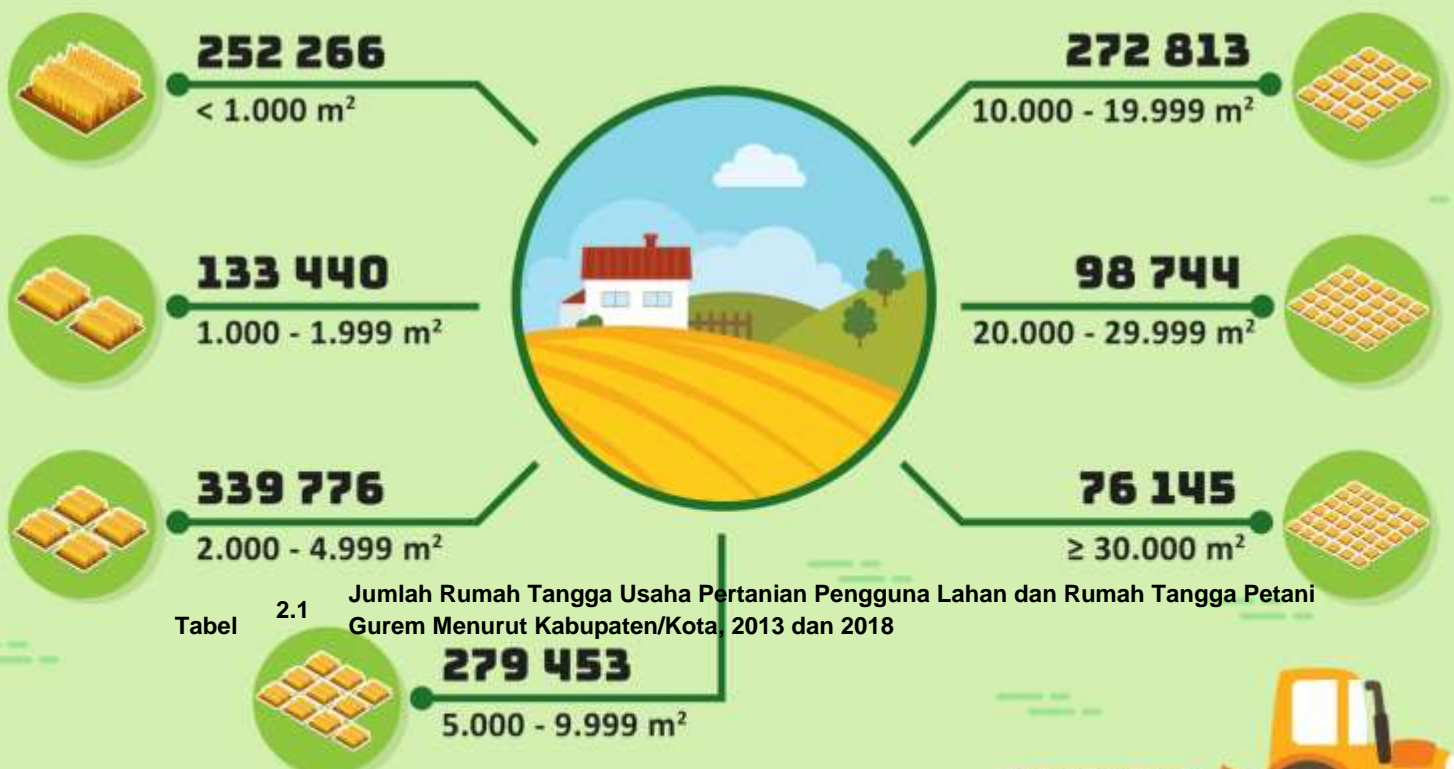 252 266
< 1.000 m²
272 813
10.000 - 19.999 m²
133 440
1.000 - 1.999 m²
98 744
20.000 - 29.999 m²
339 776
2.000 - 4.999 m²
76 145
≥ 30.000 m²
Tabel 2.1 Jumlah Rumah Tangga Usaha Pertanian Pengguna Lahan dan Rumah Tangga Petani
Gurem Menurut Kabupaten/Kota, 2013 dan 2018
279 453
5.000 - 9.999 m²